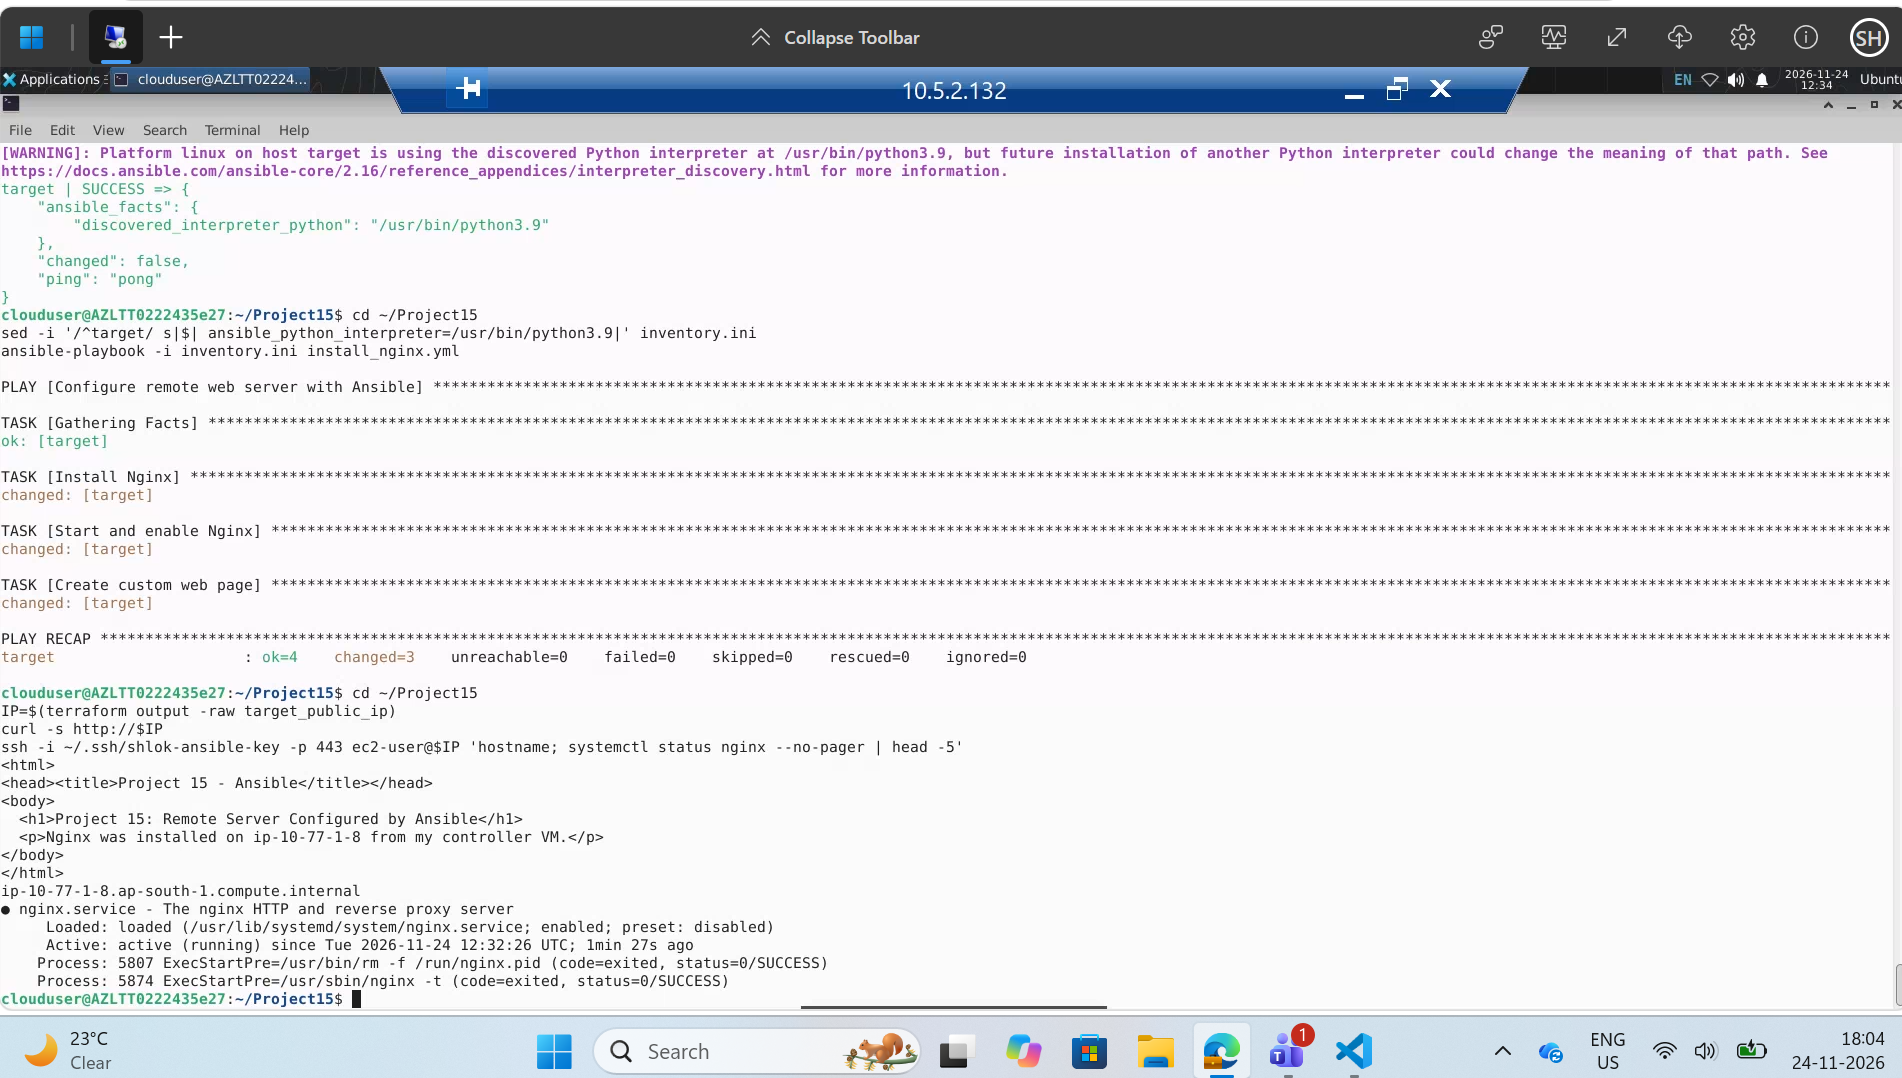 Collapse Toolbar
SH
Applications
clouduser@AZLTT02224...
10.5.2.132
EN
2026-11-24
12:34
Ubuntu
File Edit View Search Terminal Help
[WARNING]: Platform linux on host target is using the discovered Python interpreter at /usr/bin/python3.9, but future installation of another Python interpreter could change the meaning of that path. See
https://docs.ansible.com/ansible-core/2.16/reference_appendices/interpreter_discovery.html for more information.
target | SUCCESS => {
    "ansible_facts": {
        "discovered_interpreter_python": "/usr/bin/python3.9"
    },
    "changed": false,
    "ping": "pong"
}
clouduser@AZLTT0222435e27:~/Project15$ cd ~/Project15
sed -i '/^target/ s|$| ansible_python_interpreter=/usr/bin/python3.9|' inventory.ini
ansible-playbook -i inventory.ini install_nginx.yml
PLAY [Configure remote web server with Ansible] ******************************************************************************************************************************************************************
TASK [Gathering Facts] *******************************************************************************************************************************************************************************************
ok: [target]
TASK [Install Nginx] *********************************************************************************************************************************************************************************************
changed: [target]
TASK [Start and enable Nginx] ************************************************************************************************************************************************************************************
changed: [target]
TASK [Create custom web page] ************************************************************************************************************************************************************************************
changed: [target]
PLAY RECAP *******************************************************************************************************************************************************************************************************
target                     : ok=4    changed=3    unreachable=0    failed=0    skipped=0    rescued=0    ignored=0
clouduser@AZLTT0222435e27:~/Project15$ cd ~/Project15
IP=$(terraform output -raw target_public_ip)
curl -s http://$IP
ssh -i ~/.ssh/shlok-ansible-key -p 443 ec2-user@$IP 'hostname; systemctl status nginx --no-pager | head -5'
<html>
<head><title>Project 15 - Ansible</title></head>
<body>
  <h1>Project 15: Remote Server Configured by Ansible</h1>
  <p>Nginx was installed on ip-10-77-1-8 from my controller VM.</p>
</body>
</html>
ip-10-77-1-8.ap-south-1.compute.internal
● nginx.service - The nginx HTTP and reverse proxy server
     Loaded: loaded (/usr/lib/systemd/system/nginx.service; enabled; preset: disabled)
     Active: active (running) since Tue 2026-11-24 12:32:26 UTC; 1min 27s ago
    Process: 5807 ExecStartPre=/usr/bin/rm -f /run/nginx.pid (code=exited, status=0/SUCCESS)
    Process: 5874 ExecStartPre=/usr/sbin/nginx -t (code=exited, status=0/SUCCESS)
clouduser@AZLTT0222435e27:~/Project15$
23°C
Clear
Search
1
ENG
US
18:04
24-11-2026